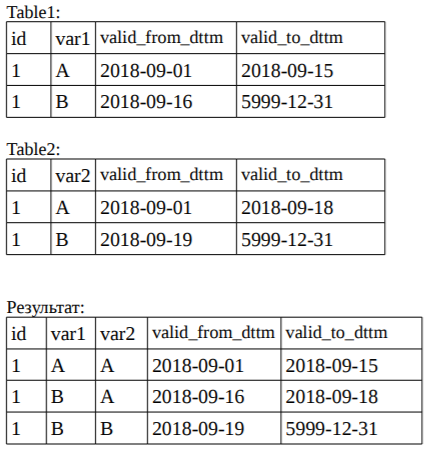 Table1:
id var1 valid_from_dttm valid_to_dttm
1 A 2018-09-01 2018-09-15
1 B 2018-09-16 5999-12-31
Table2:
id var2 valid_from_dttm valid_to_dttm
1 A 2018-09-01 2018-09-18
1 B 2018-09-19 5999-12-31
Результат:
id var1 var2 valid_from_dttm valid_to_dttm
1 A A 2018-09-01 2018-09-15
1 B A 2018-09-16 2018-09-18
1 B B 2018-09-19 5999-12-31